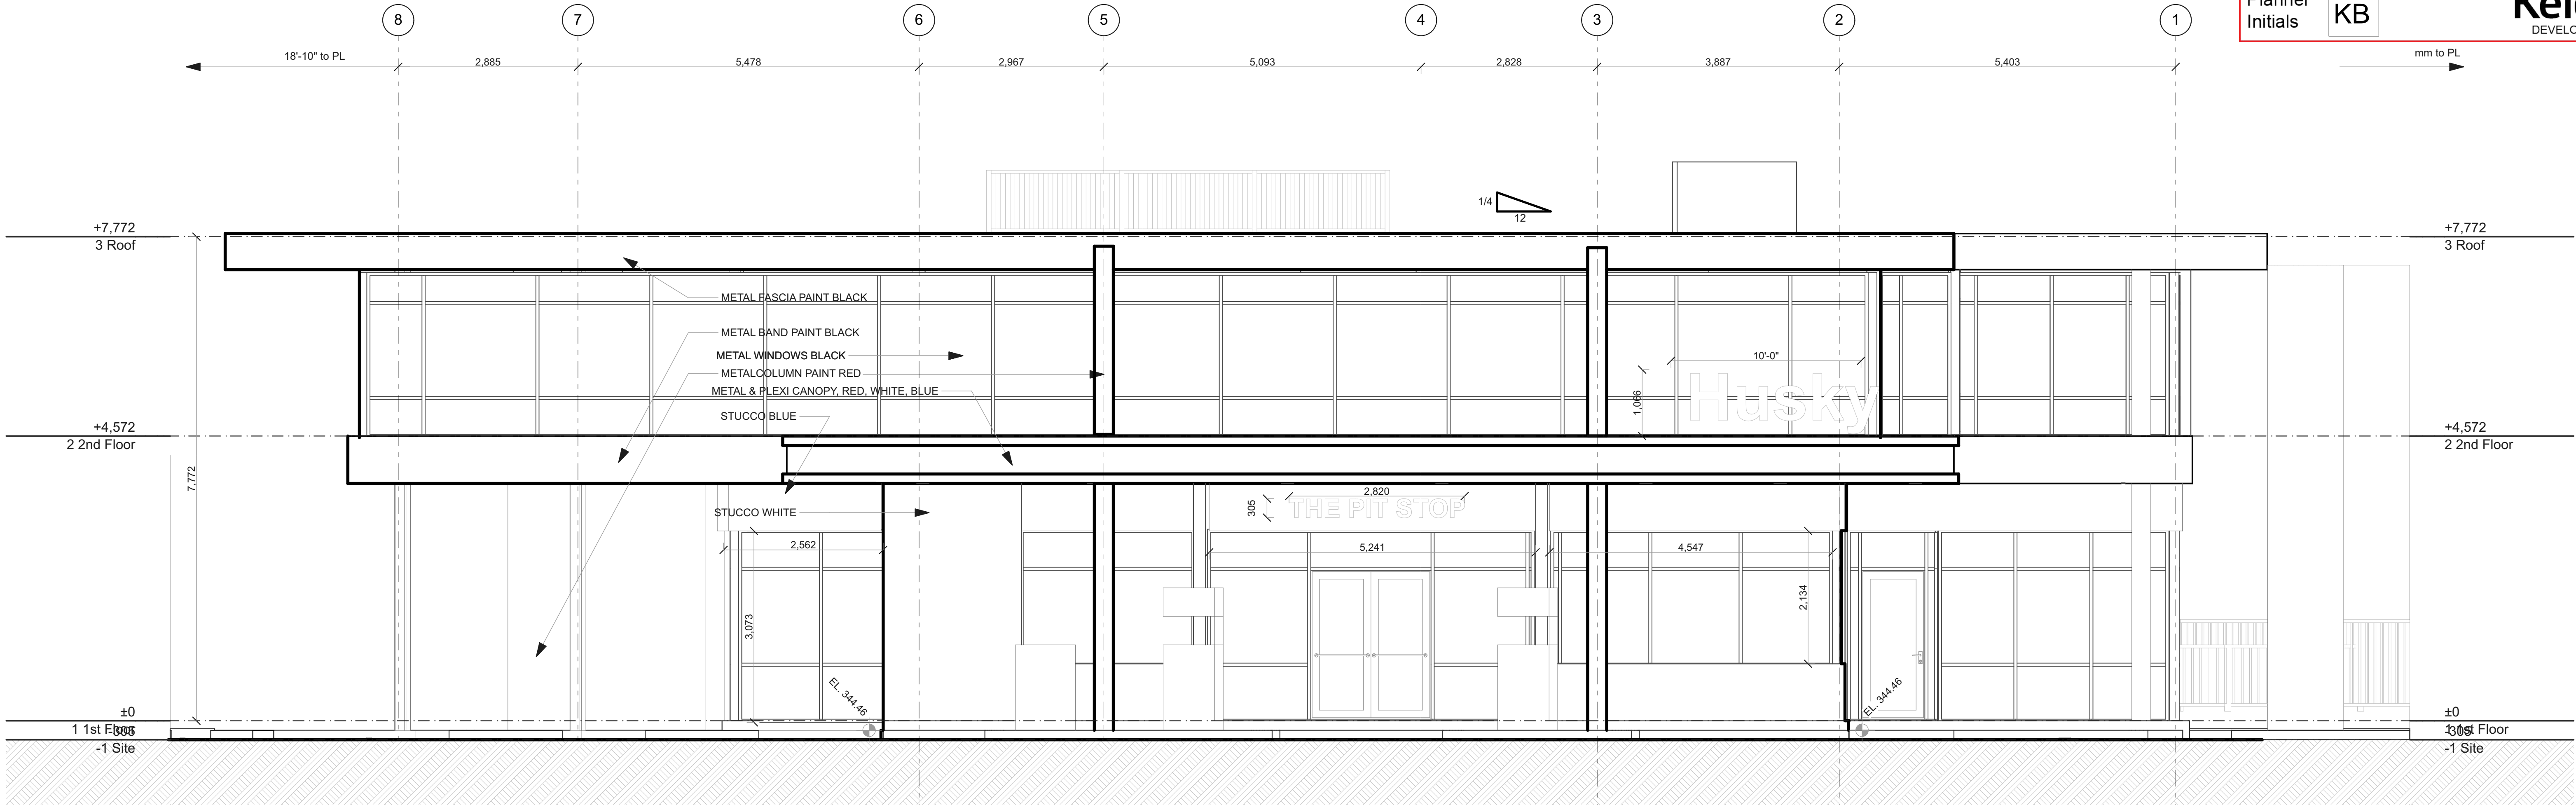 Initials
KB
DEVELO
8
7
6
5
4
3
2
1
18'-10" to PL
2,885
5,478
2,967
5,093
2,828
3,887
5,403
mm to PL
1/4
12
+7,772
3 Roof
+7,772
3 Roof
METAL FASCIA PAINT BLACK
METAL BAND PAINT BLACK
METAL WINDOWS BLACK
10'-0"
METALCOLUMN PAINT RED
Husky
METAL & PLEXI CANOPY, RED, WHITE, BLUE
1,066
STUCCO BLUE
+4,572
2 2nd Floor
+4,572
2 2nd Floor
7,772
2,820
305
THE PIT STOP
STUCCO WHITE
2,562
5,241
4,547
3,073
2,134
EL. 344.46
EL. 344.46
±0
1 1st Floor
-305
-1 Site
±0
1 1st Floor
-305
-1 Site